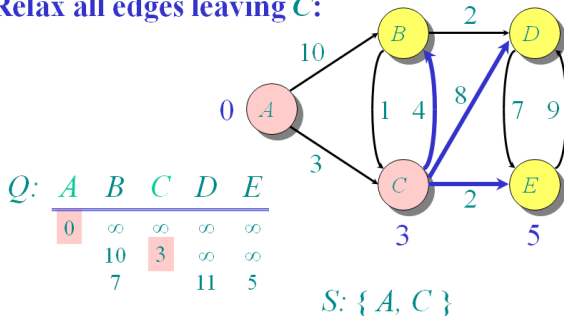 Relax all edges leaving C:
2
B
D
10
8
0
A
1 4
7 9
3
C
E
2
3
5
Q: A B C D E
0 ∞ ∞ ∞ ∞
10 3 ∞ ∞
7 11 5
S: { A, C }